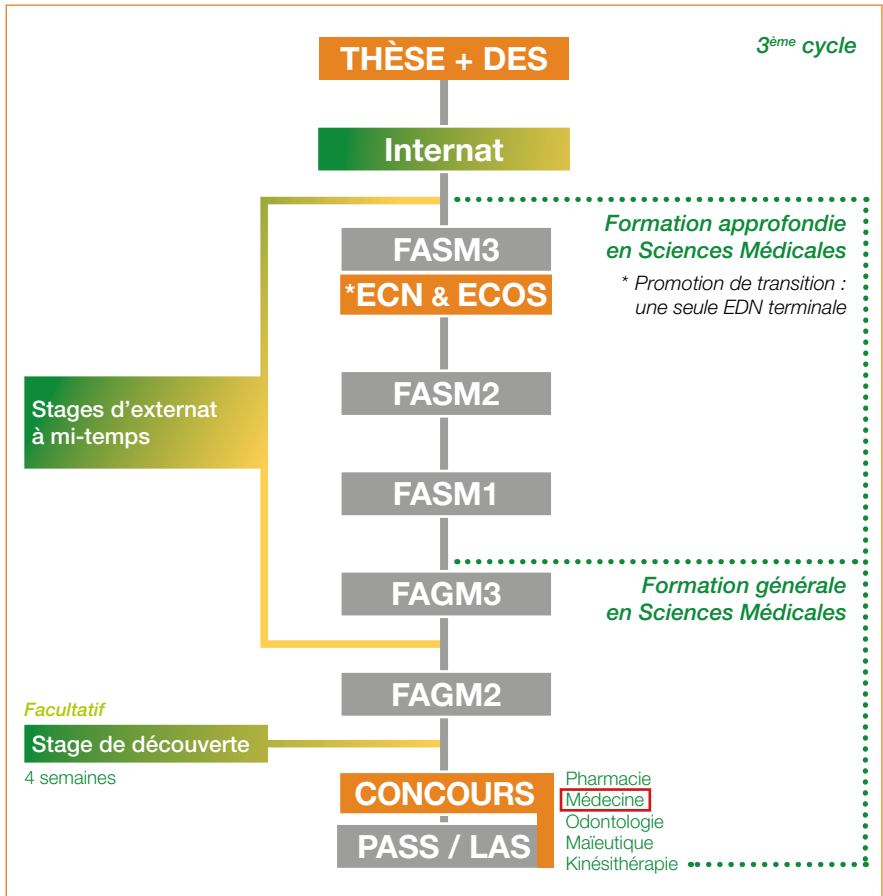 3ème cycle
THÈSE + DES
Internat
Formation approfondie
en Sciences Médicales
* Promotion de transition :
une seule EDN terminale
FASM3
*ECN & ECOS
Stages d'externat
à mi-temps
FASM2
FASM1
FAGM3
Formation générale
en Sciences Médicales
FAGM2
Facultatif
Stage de découverte
4 semaines
CONCOURS
PASS / LAS
Pharmacie
Médecine
Odontologie
Maïeutique
Kinésithérapie